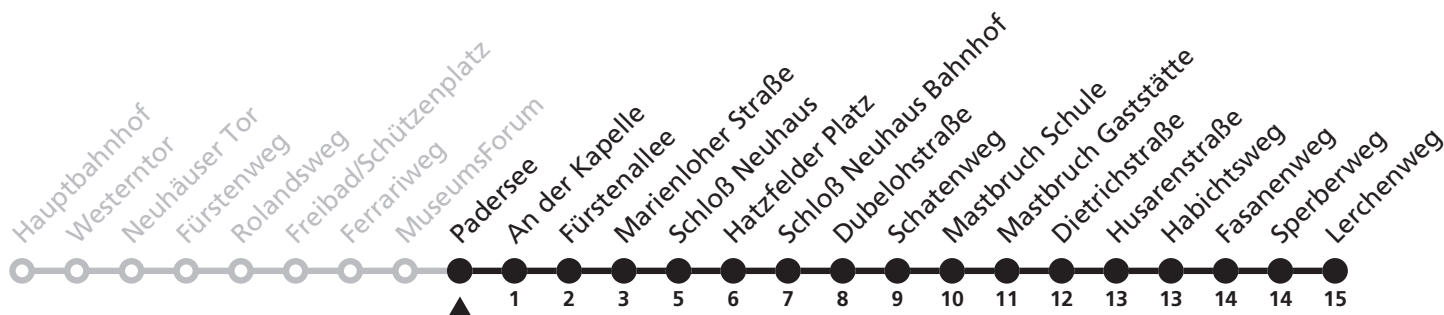 Hauptbahnhof
Westerntor
Neuhäuser Tor
Fürstenweg
Rolandsweg
Freibad/Schützenplatz
Ferrariweg
MuseumsForum
Padersee
An der Kapelle
Fürstenallee
Marienloher Straße
Schloß Neuhaus
Hatzfelder Platz
Schloß Neuhaus Bahnhof
Dubelohstraße
Schatenweg
Mastbruch Schule
Mastbruch Gaststätte
Dietrichstraße
Husarenstraße
Habichtsweg
Fasanenweg
Sperberweg
Lerchenweg
1 2 3 5 6 7 8 9 10 11 12 13 13 14 14 15